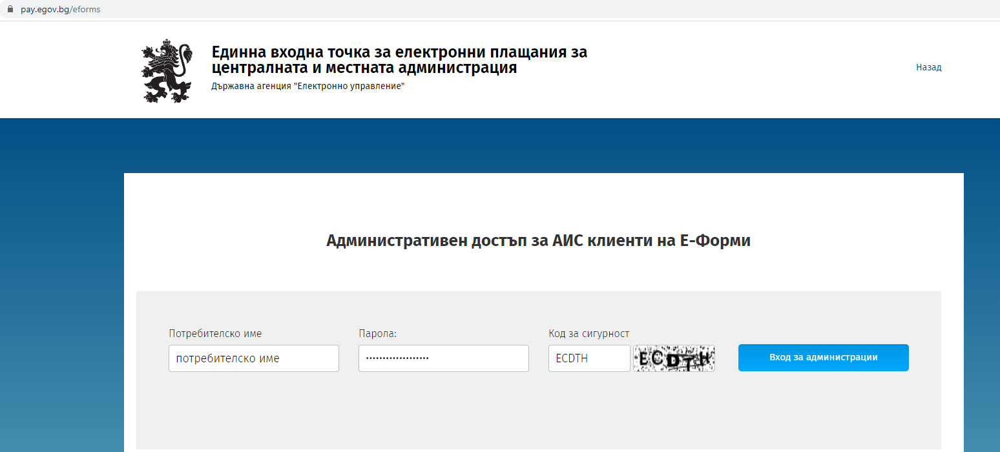 pay.egov.bg/eforms
Единна входна точка за електронни плащания за
централната и местната администрация
Държавна агенция "Електронно управление"
Назад
Административен достъп за АИС клиенти на Е-Форми
Потребителско име
Парола:
Код за сигурност
потребителско име
•••••••••••••••••••
ECDTH
ECDTH
Вход за администрации